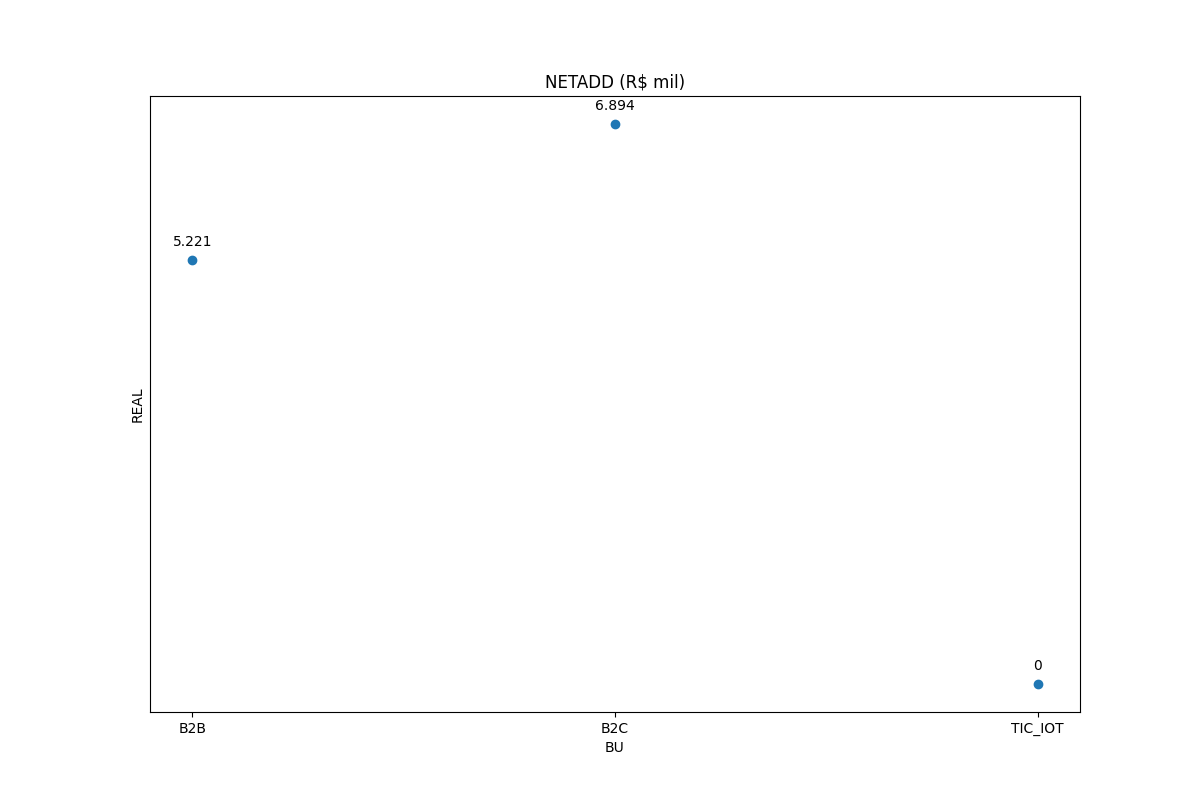 NETADD (R$ mil)
6.894
5.221
REAL
0
B2B
B2C
TIC_IOT
BU